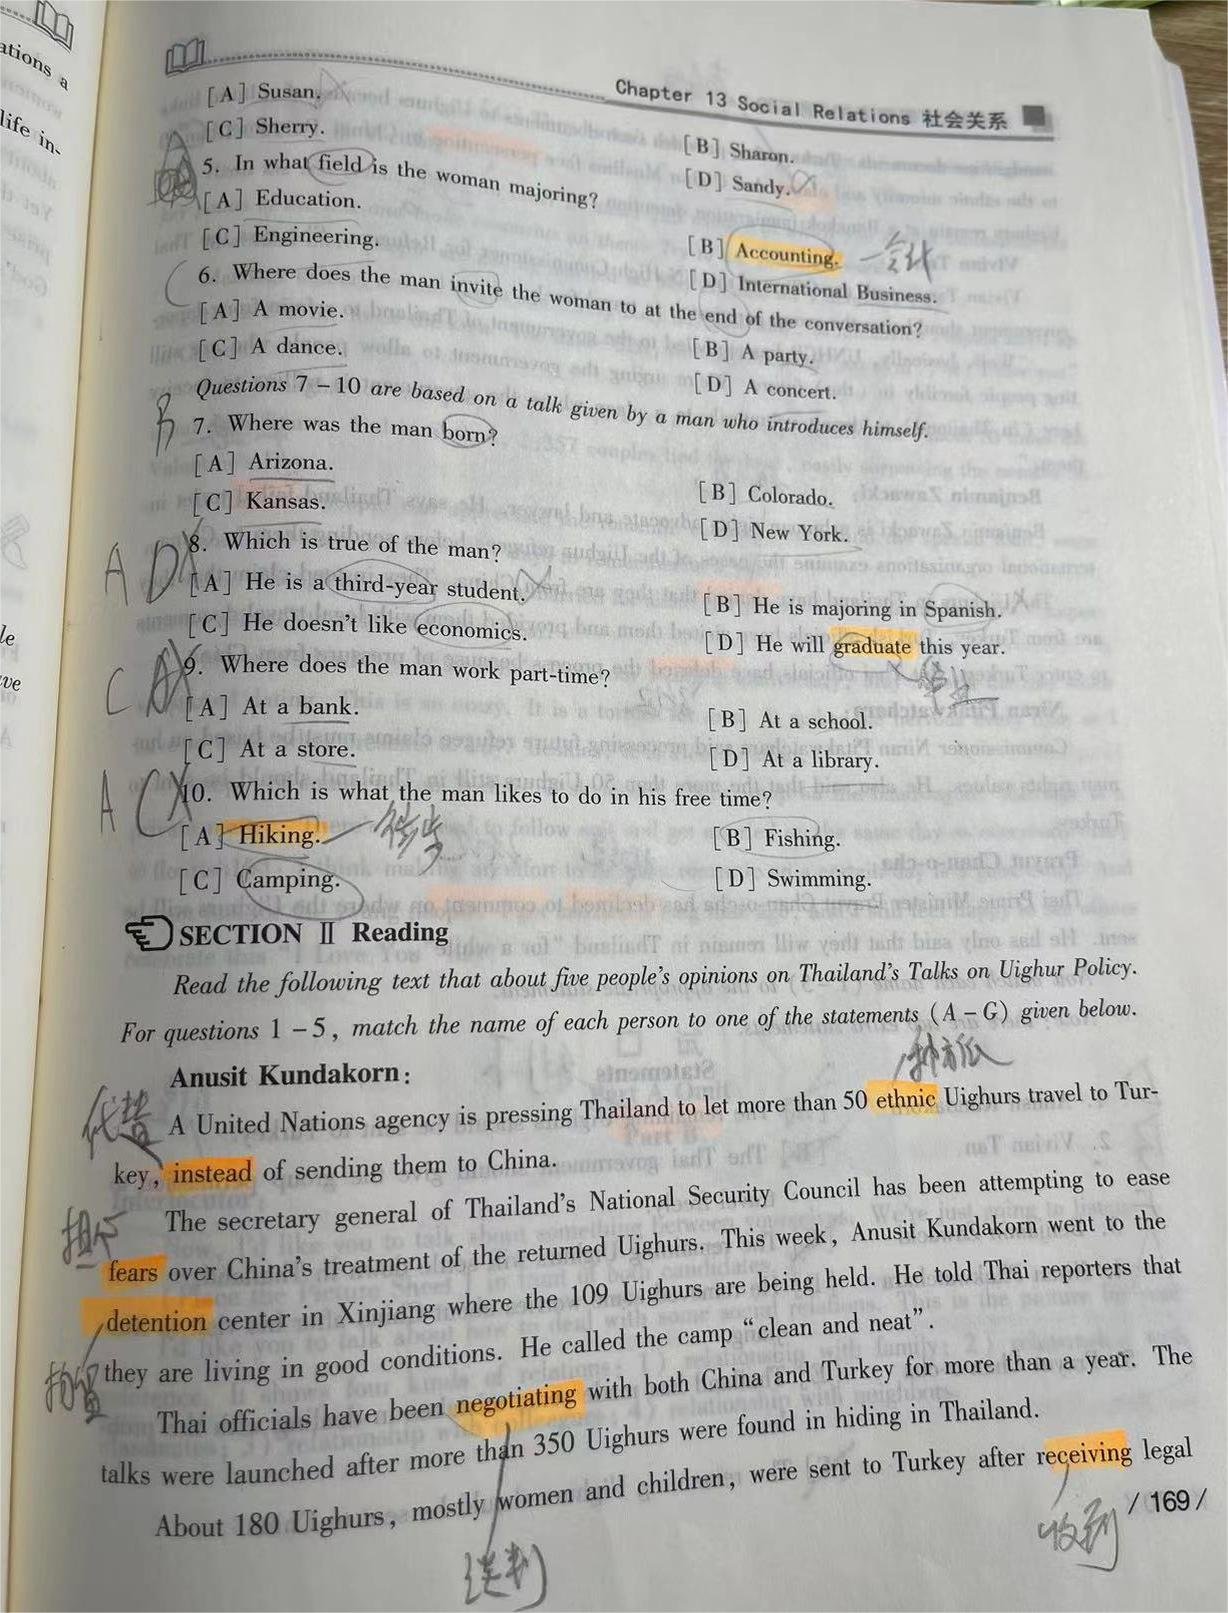 ations a
life in-
le
ve
Chapter 13 Social Relations 社会关系
[A] Susan.
[B] Sharon.
[C] Sherry.
[D] Sandy.
5. In what field is the woman majoring?
[A] Education.
[B] Accounting. 会计
[C] Engineering.
[D] International Business.
C 6. Where does the man invite the woman to at the end of the conversation?
[A] A movie.
[B] A party.
[C] A dance.
[D] A concert.
Questions 7－10 are based on a talk given by a man who introduces himself.
B 7. Where was the man born?
[A] Arizona.
[B] Colorado.
[C] Kansas.
[D] New York.
A D 8. Which is true of the man?
[A] He is a third-year student.
[B] He is majoring in Spanish.
[C] He doesn't like economics.
[D] He will graduate this year.
毕业
C A 9. Where does the man work part-time?
[A] At a bank.
[B] At a school.
[C] At a store.
[D] At a library.
A C 10. Which is what the man likes to do in his free time?
[A] Hiking. 徒步
[B] Fishing.
[C] Camping.
[D] Swimming.
SECTION Ⅱ Reading
Read the following text that about five people's opinions on Thailand's Talks on Uighur Policy.
For questions 1－5, match the name of each person to one of the statements (A－G) given below.
Anusit Kundakorn:
代替 A United Nations agency is pressing Thailand to let more than 50 ethnic Uighurs travel to Tur-
key, instead of sending them to China.
The secretary general of Thailand's National Security Council has been attempting to ease
担心 fears over China's treatment of the returned Uighurs. This week, Anusit Kundakorn went to the
detention center in Xinjiang where the 109 Uighurs are being held. He told Thai reporters that
拘留 they are living in good conditions. He called the camp "clean and neat".
Thai officials have been negotiating with both China and Turkey for more than a year. The
talks were launched after more than 350 Uighurs were found in hiding in Thailand.
About 180 Uighurs, mostly women and children, were sent to Turkey after receiving legal
/ 169 /
收到
谈判